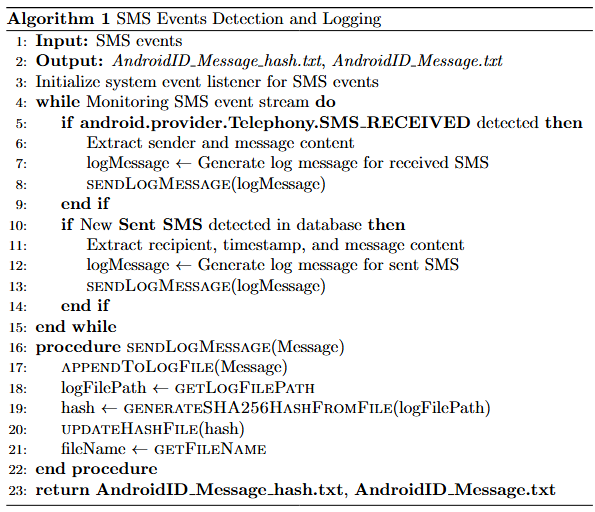 Algorithm 1 SMS Events Detection and Logging
1: Input: SMS events
2: Output: AndroidID_Message_hash.txt, AndroidID_Message.txt
3: Initialize system event listener for SMS events
4: while Monitoring SMS event stream do
5: if android.provider.Telephony.SMS_RECEIVED detected then
6: Extract sender and message content
7: logMessage ← Generate log message for received SMS
8: SENDLOGMESSAGE(logMessage)
9: end if
10: if New Sent SMS detected in database then
11: Extract recipient, timestamp, and message content
12: logMessage ← Generate log message for sent SMS
13: SENDLOGMESSAGE(logMessage)
14: end if
15: end while
16: procedure SENDLOGMESSAGE(Message)
17: APPENDTOLOGFILE(Message)
18: logFilePath ← GETLOGFILEPATH
19: hash ← GENERATESHA256HASHFROMFILE(logFilePath)
20: UPDATEHASHFILE(hash)
21: fileName ← GETFILENAME
22: end procedure
23: return AndroidID_Message_hash.txt, AndroidID_Message.txt